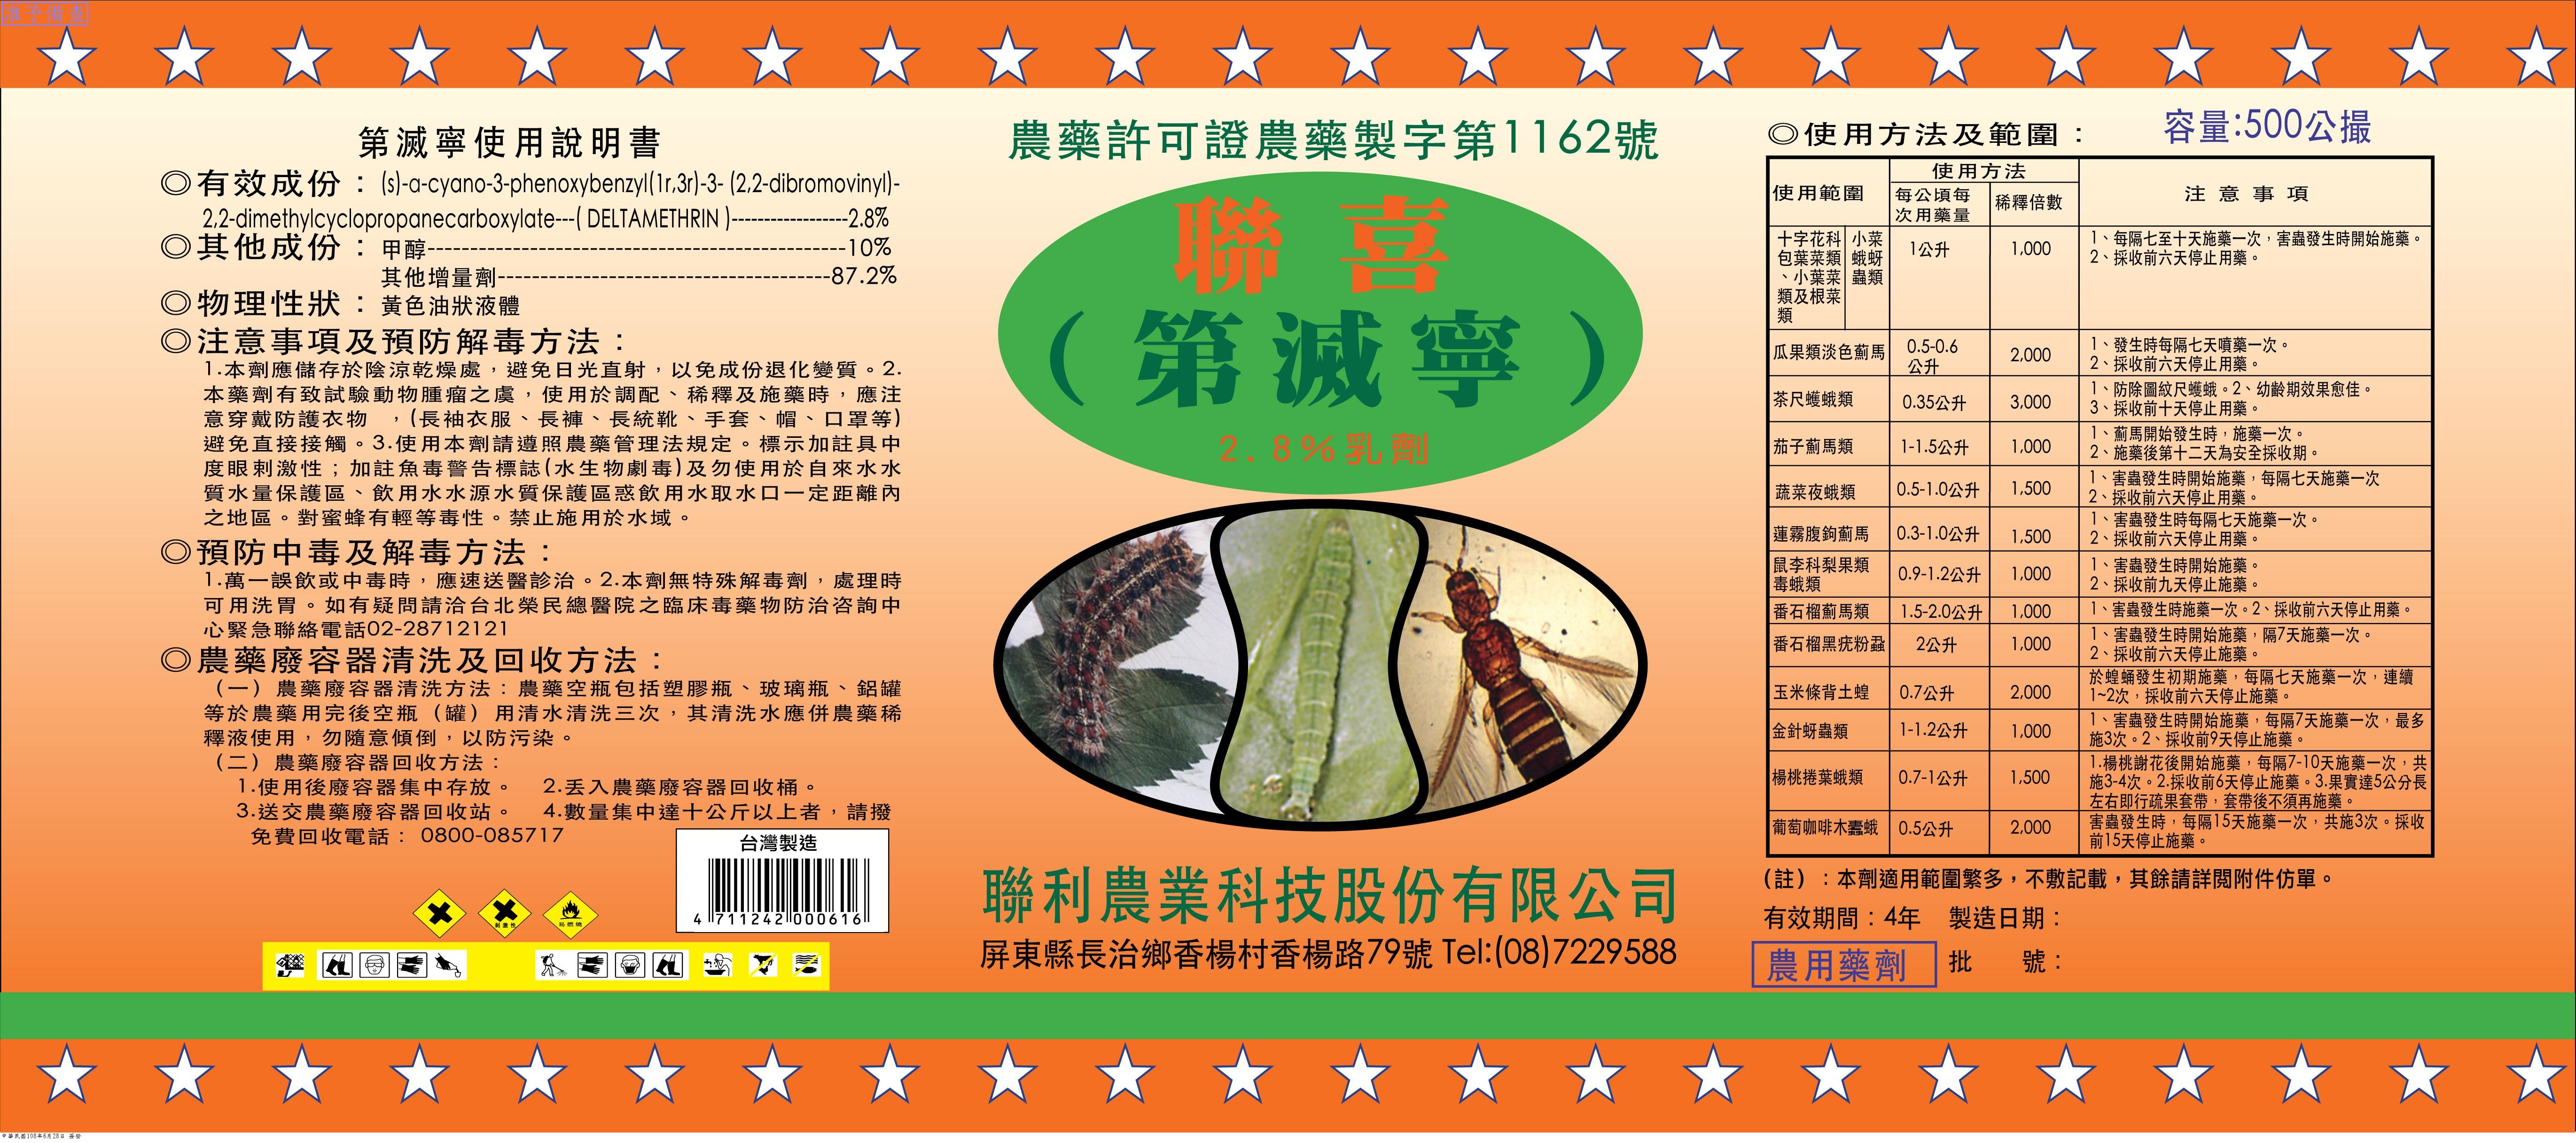 准予備查
第滅寧使用說明書
◎有效成份：(s)-a-cyano-3-phenoxybenzyl(1r,3r)-3- (2,2-dibromovinyl)-
2,2-dimethylcyclopropanecarboxylate---( DELTAMETHRIN )------------------2.8%
◎其他成份：甲醇--------------------------------------------------10%
其他增量劑----------------------------------------87.2%
◎物理性狀：黃色油狀液體
◎注意事項及預防解毒方法：
1.本劑應儲存於陰涼乾燥處，避免日光直射，以免成份退化變質。2.
本藥劑有致試驗動物腫瘤之虞，使用於調配、稀釋及施藥時，應注
意穿戴防護衣物 ，(長袖衣服、長褲、長統靴、手套、帽、口罩等)
避免直接接觸。3.使用本劑請遵照農藥管理法規定。標示加註具中
度眼刺激性；加註魚毒警告標誌(水生物劇毒)及勿使用於自來水水
質水量保護區、飲用水水源水質保護區惑飲用水取水口一定距離內
之地區。對蜜蜂有輕等毒性。禁止施用於水域。
◎預防中毒及解毒方法：
1.萬一誤飲或中毒時，應速送醫診治。2.本劑無特殊解毒劑，處理時
可用洗胃。如有疑問請洽台北榮民總醫院之臨床毒藥物防治咨詢中
心緊急聯絡電話02-28712121
◎農藥廢容器清洗及回收方法：
（一）農藥廢容器清洗方法：農藥空瓶包括塑膠瓶、玻璃瓶、鋁罐
等於農藥用完後空瓶（罐）用清水清洗三次，其清洗水應併農藥稀
釋液使用，勿隨意傾倒，以防污染。
（二）農藥廢容器回收方法：
1.使用後廢容器集中存放。 2.丟入農藥廢容器回收桶。
3.送交農藥廢容器回收站。 4.數量集中達十公斤以上者，請撥
免費回收電話： 0800-085717
台灣製造
4 711242 000616
刺激性
易燃物
農藥許可證農藥製字第1162號
聯喜
(第滅寧)
2.8%乳劑
聯利農業科技股份有限公司
屏東縣長治鄉香楊村香楊路79號 Tel:(08)7229588
◎使用方法及範圍：
容量:500公撮
使用範圍 使用方法 注意事項
每公頃每次用藥量 稀釋倍數
十字花科包葉菜類、小葉菜類及根菜類 小菜蛾蚜蟲類 1公升 1,000 1、每隔七至十天施藥一次，害蟲發生時開始施藥。
2、採收前六天停止用藥。
瓜果類淡色薊馬 0.5-0.6公升 2,000 1、發生時每隔七天噴藥一次。
2、採收前六天停止用藥。
茶尺蠖蛾類 0.35公升 3,000 1、防除圖紋尺蠖蛾。2、幼齡期效果愈佳。
3、採收前十天停止用藥。
茄子薊馬類 1-1.5公升 1,000 1、薊馬開始發生時，施藥一次。
2、施藥後第十二天為安全採收期。
蔬菜夜蛾類 0.5-1.0公升 1,500 1、害蟲發生時開始施藥，每隔七天施藥一次
2、採收前六天停止用藥。
蓮霧腹鉤薊馬 0.3-1.0公升 1,500 1、害蟲發生時每隔七天施藥一次。
2、採收前六天停止用藥。
鼠李科梨果類毒蛾類 0.9-1.2公升 1,000 1、害蟲發生時開始施藥。
2、採收前九天停止施藥。
番石榴薊馬類 1.5-2.0公升 1,000 1、害蟲發生時施藥一次。2、採收前六天停止用藥。
番石榴黑疣粉蝨 2公升 1,000 1、害蟲發生時開始施藥，隔7天施藥一次。
2、採收前六天停止施藥。
玉米條背土蝗 0.7公升 2,000 於蝗蝻發生初期施藥，每隔七天施藥一次，連續
1~2次，採收前六天停止施藥。
金針蚜蟲類 1-1.2公升 1,000 1、害蟲發生時開始施藥，每隔7天施藥一次，最多
施3次。2、採收前9天停止施藥。
楊桃捲葉蛾類 0.7-1公升 1,500 1.楊桃謝花後開始施藥，每隔7-10天施藥一次，共
施3-4次。2.採收前6天停止施藥。3.果實達5公分長
左右即行疏果套帶，套帶後不須再施藥。
葡萄咖啡木蠹蛾 0.5公升 2,000 害蟲發生時，每隔15天施藥一次，共施3次。採收
前15天停止施藥。
(註)：本劑適用範圍繁多，不敷記載，其餘請詳閱附件仿單。
有效期間：4年 製造日期：
農用藥劑 批 號：
中華民國108年6月28日 簽發